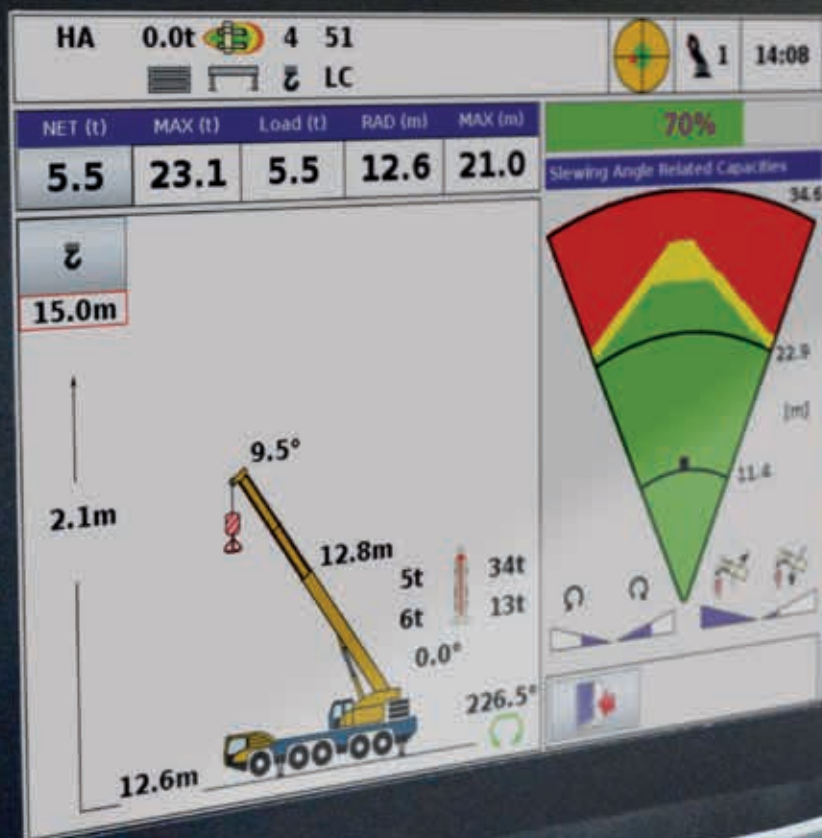 HA 0.0t 4 51
LC
1 14:08
NET (t) MAX (t) Load (t) RAD (m) MAX (m)
5.5 23.1 5.5 12.6 21.0
70%
Slewing Angle Related Capacities
34.6
15.0m
22.9
[m]
11.4
9.5°
2.1m
12.8m
5t 34t
6t 13t
0.0°
226.5°
12.6m